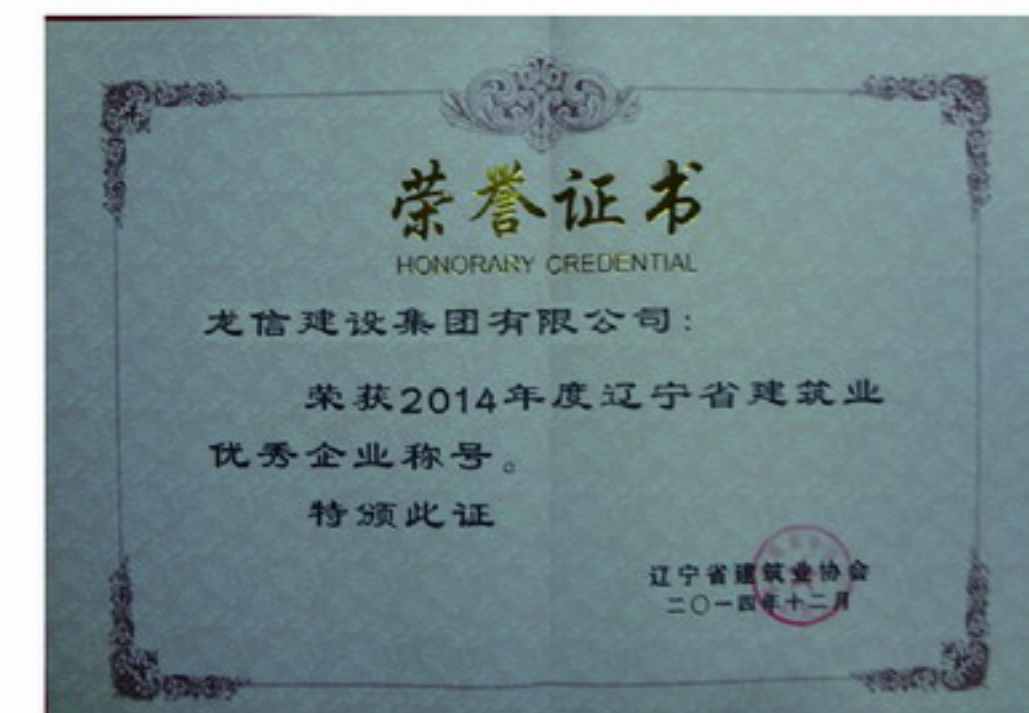 荣誉证书
HONORARY CREDENTIAL
龙信建设集团有限公司:
荣获2014年度辽宁省建筑业
优秀企业称号。
特颁此证
辽宁省建筑业协会
二〇一四年十二月